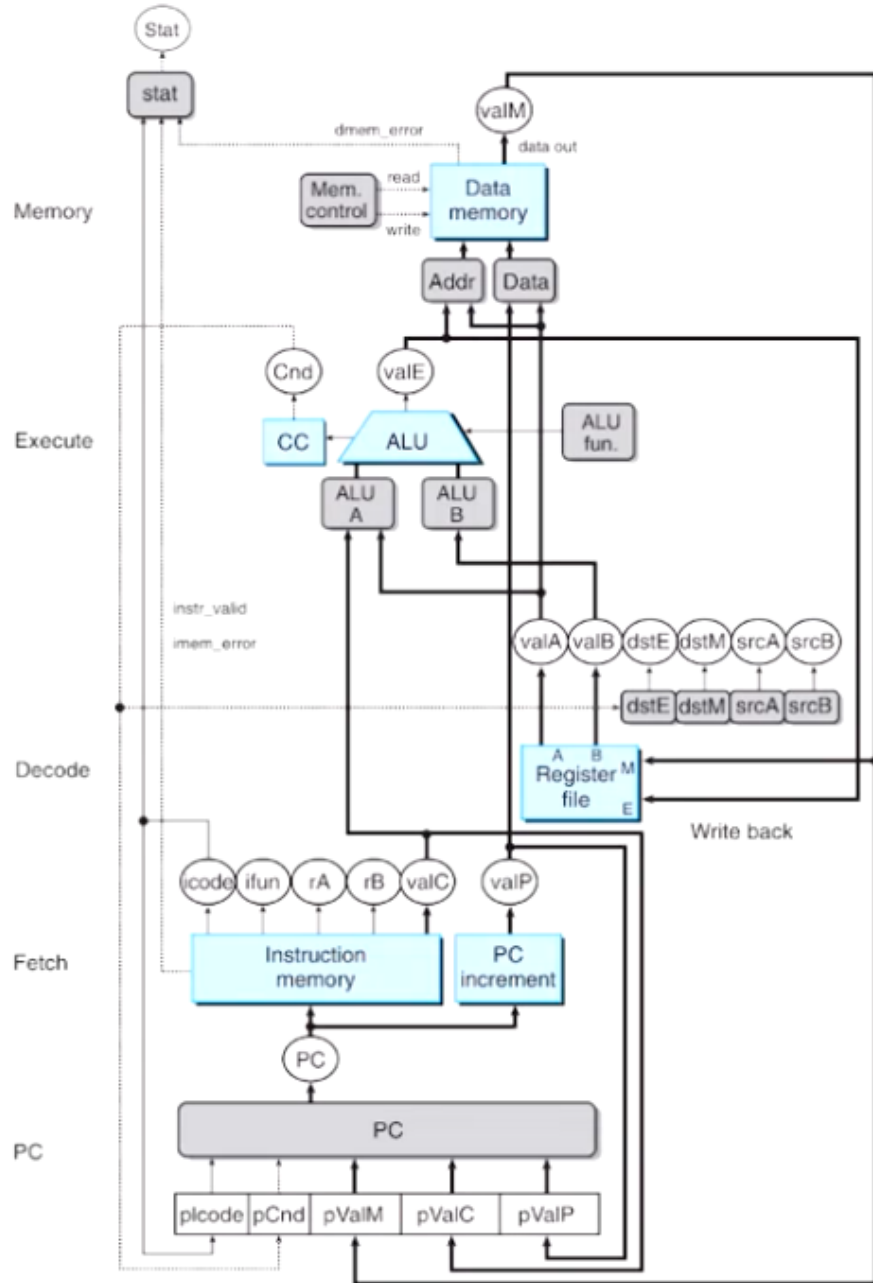 Stat
stat
valM
dmem_error
data out
read
Mem. control
Data memory
write
Memory
Addr
Data
Cnd
valE
Execute
CC
ALU
ALU fun.
ALU A
ALU B
instr_valid
imem_error
valA
valB
dstE
dstM
srcA
srcB
dstE
dstM
srcA
srcB
Decode
A
B
Register file
M
E
Write back
icode
ifun
rA
rB
valC
valP
Fetch
Instruction memory
PC increment
PC
PC
PC
pIcode
pCnd
pValM
pValC
pValP